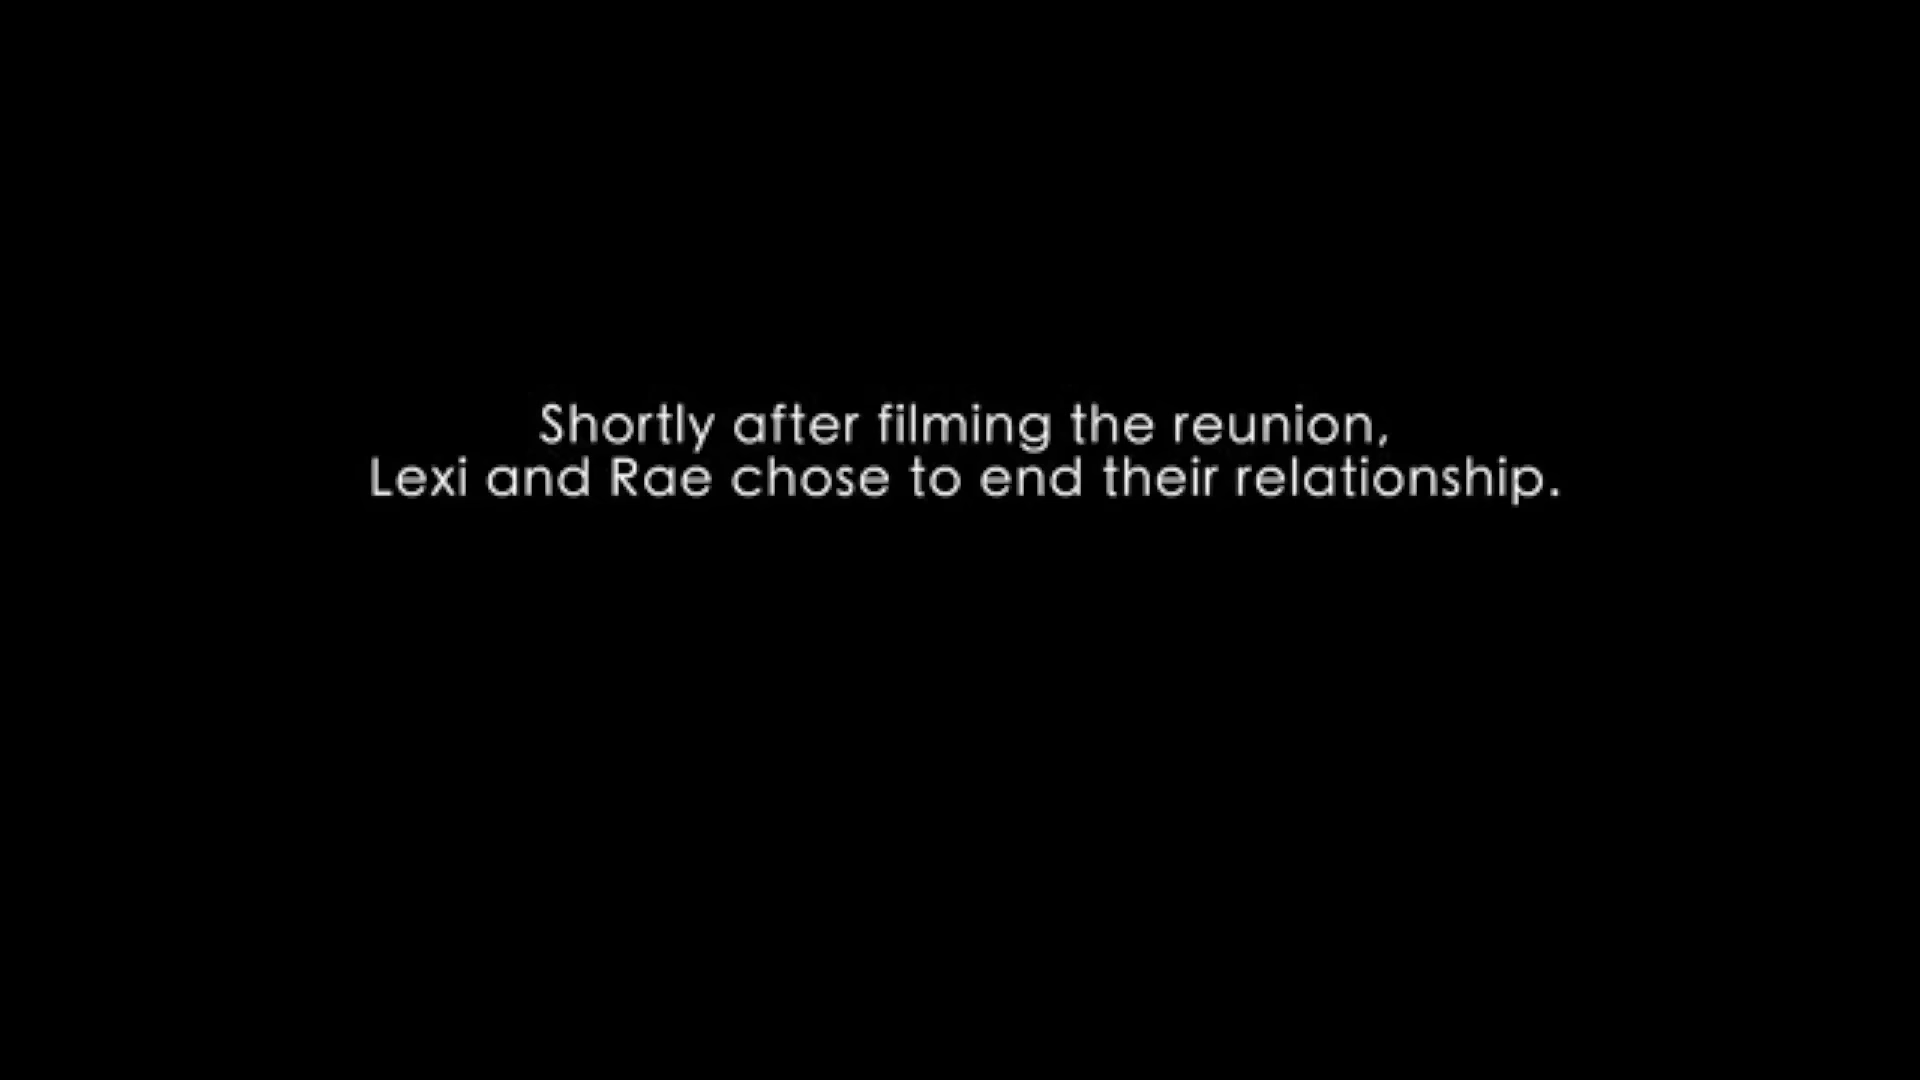 Shortly after filming the reunion,
Lexi and Rae chose to end their relationship.